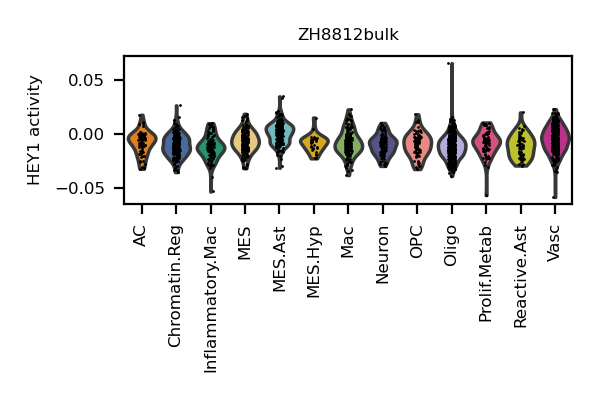 ZH8812bulk
HEY1 activity
0.05
0.00
−0.05
AC
Chromatin.Reg
Inflammatory.Mac
MES
MES.Ast
MES.Hyp
Mac
Neuron
OPC
Oligo
Prolif.Metab
Reactive.Ast
Vasc